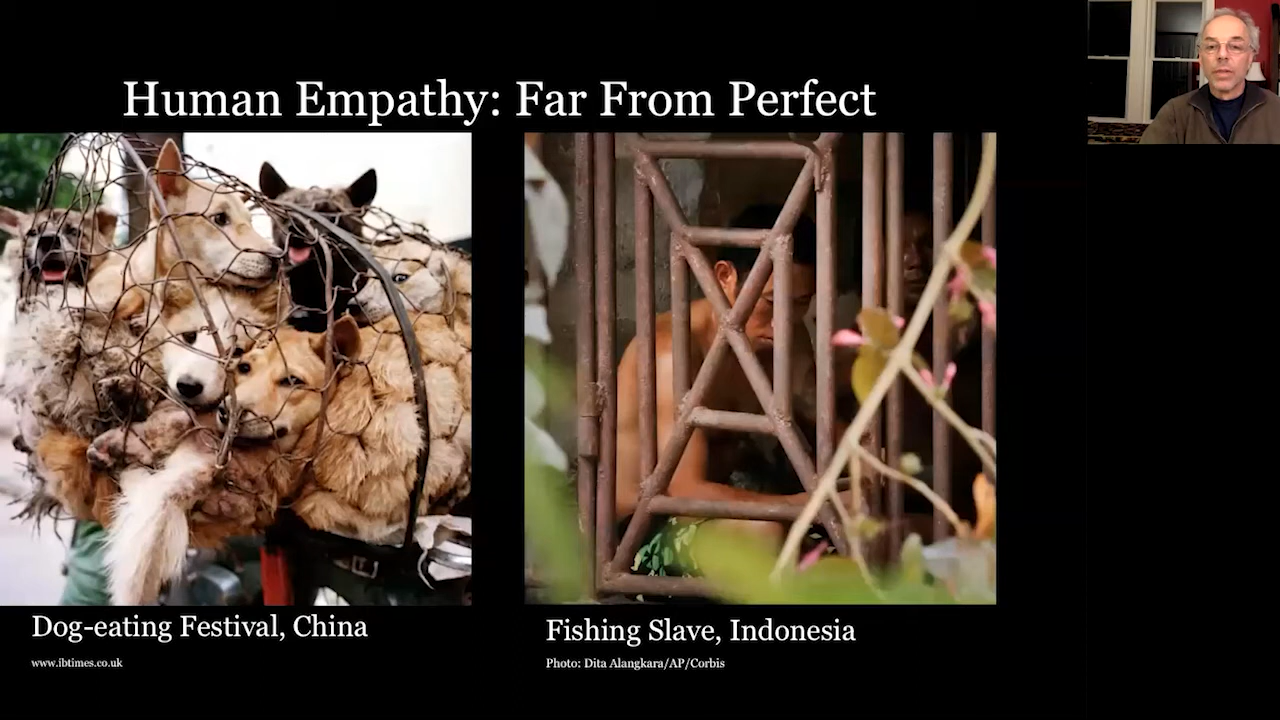 Human Empathy: Far From Perfect
Dog-eating Festival, China
www.ibtimes.co.uk
Fishing Slave, Indonesia
Photo: Dita Alangkara/AP/Corbis